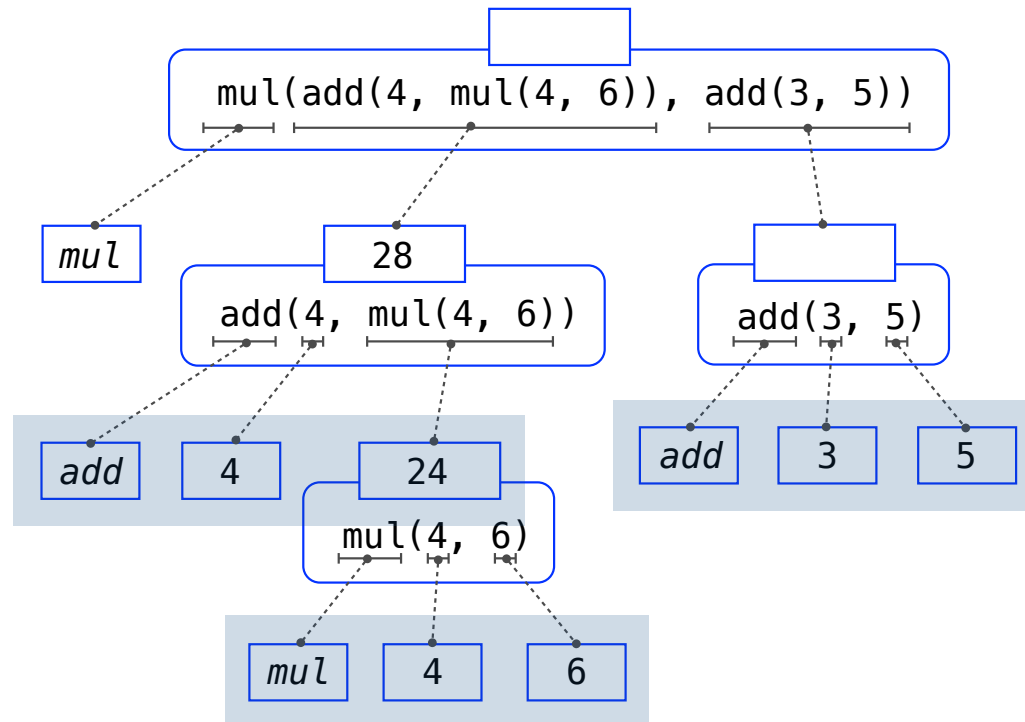 mul(add(4, mul(4, 6)), add(3, 5))
mul
28
add(4, mul(4, 6))
add(3, 5)
add
4
24
add
3
5
mul(4, 6)
mul
4
6